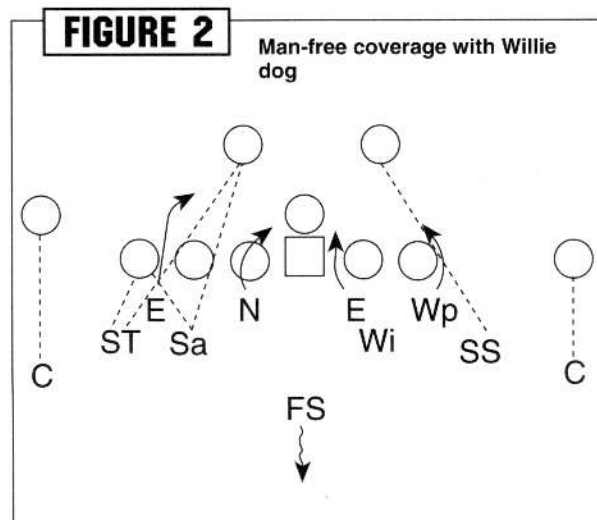 FIGURE 2
Man-free coverage with Willie
dog
E N E Wp
ST Sa Wi SS
C C
FS